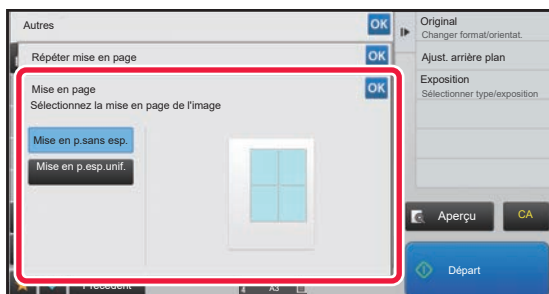 Autres
OK
Répéter mise en page
OK
Mise en page
OK
Sélectionnez la mise en page de l'image
Mise en p.sans esp.
Mise en p.esp.unif.
Original
Changer format/orientat.
Ajust. arrière plan
Exposition
Sélectionner type/exposition
Aperçu
CA
Départ